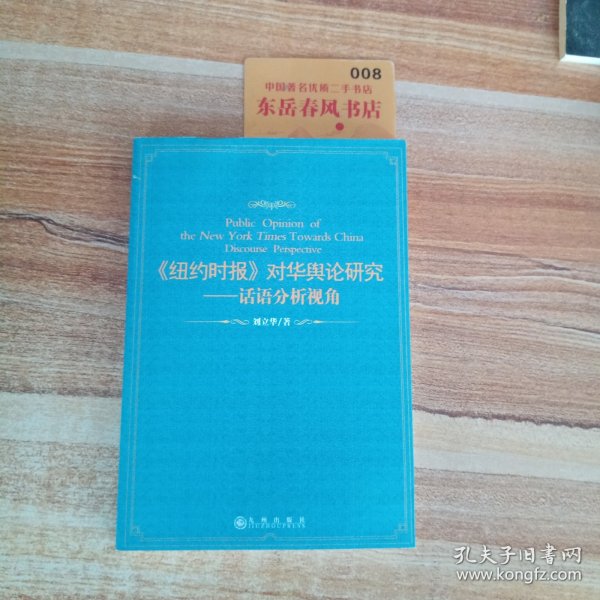 008
中国著名优质二手书店
东岳春风书店
Public Opinion of
the New York Times Towards China
Discourse Perspective
《纽约时报》对华舆论研究
——话语分析视角
刘立华/著
九州出版社
JIUZHOUPRESS
孔夫子旧书网
www.kongfz.com